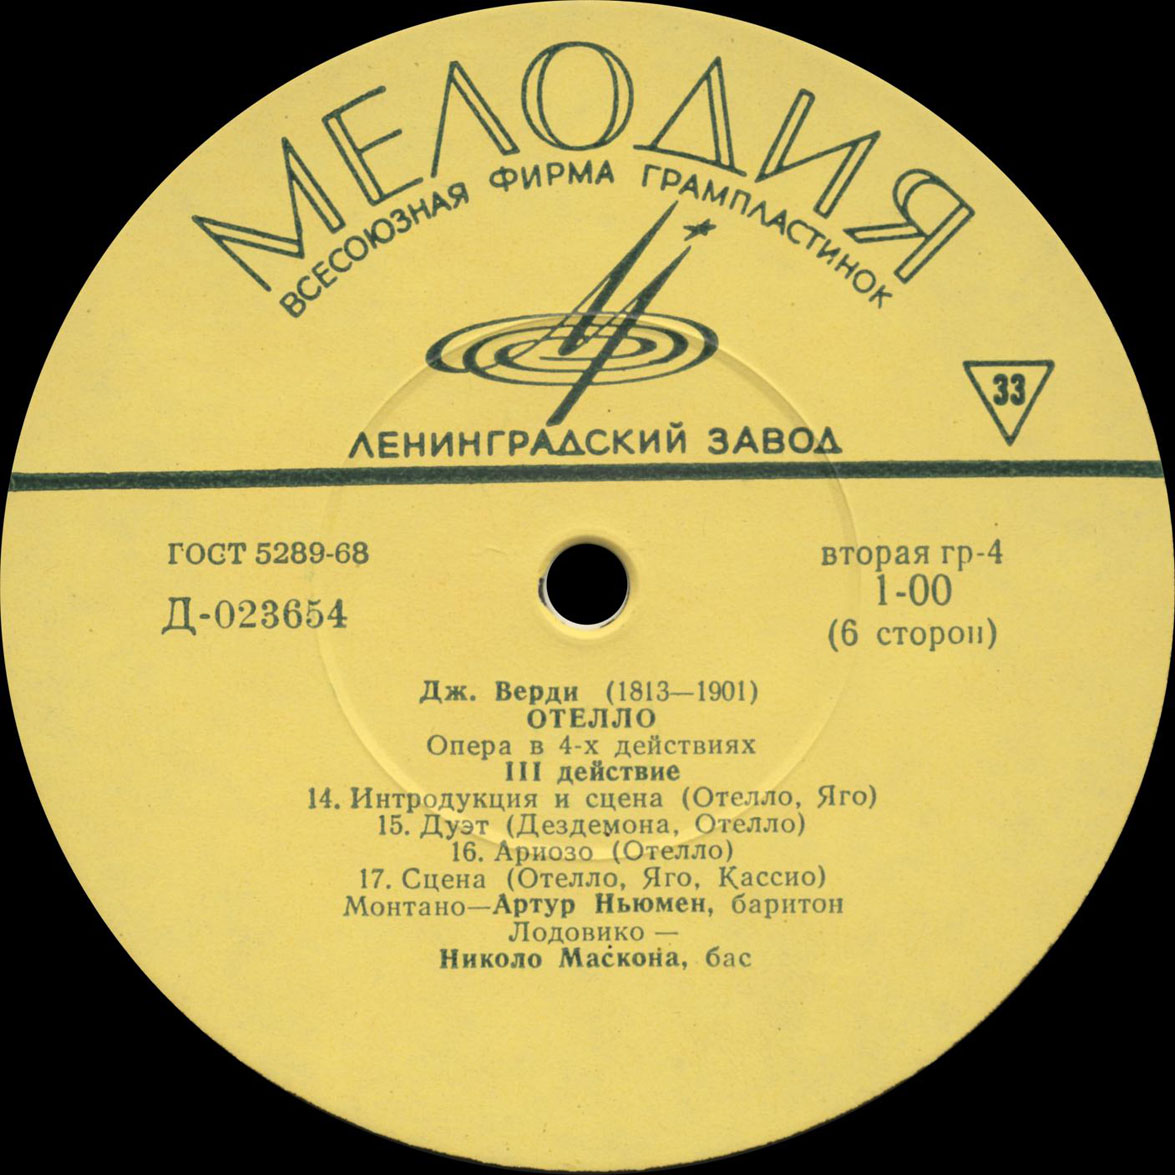 МЕЛОДИЯ
ВСЕСОЮЗНАЯ ФИРМА ГРАМПЛАСТИНОК
33
ЛЕНИНГРАДСКИЙ ЗАВОД
ГОСТ 5289-68
Д-023654
вторая гр-4
1-00
(6 сторон)
Дж. Верди (1813—1901)
ОТЕЛЛО
Опера в 4-х действиях
III действие
14. Интродукция и сцена (Отелло, Яго)
15. Дуэт (Дездемона, Отелло)
16. Ариозо (Отелло)
17. Сцена (Отелло, Яго, Кассио)
Монтано—Артур Ньюмен, баритон
Лодовико —
Николо Маскона, бас